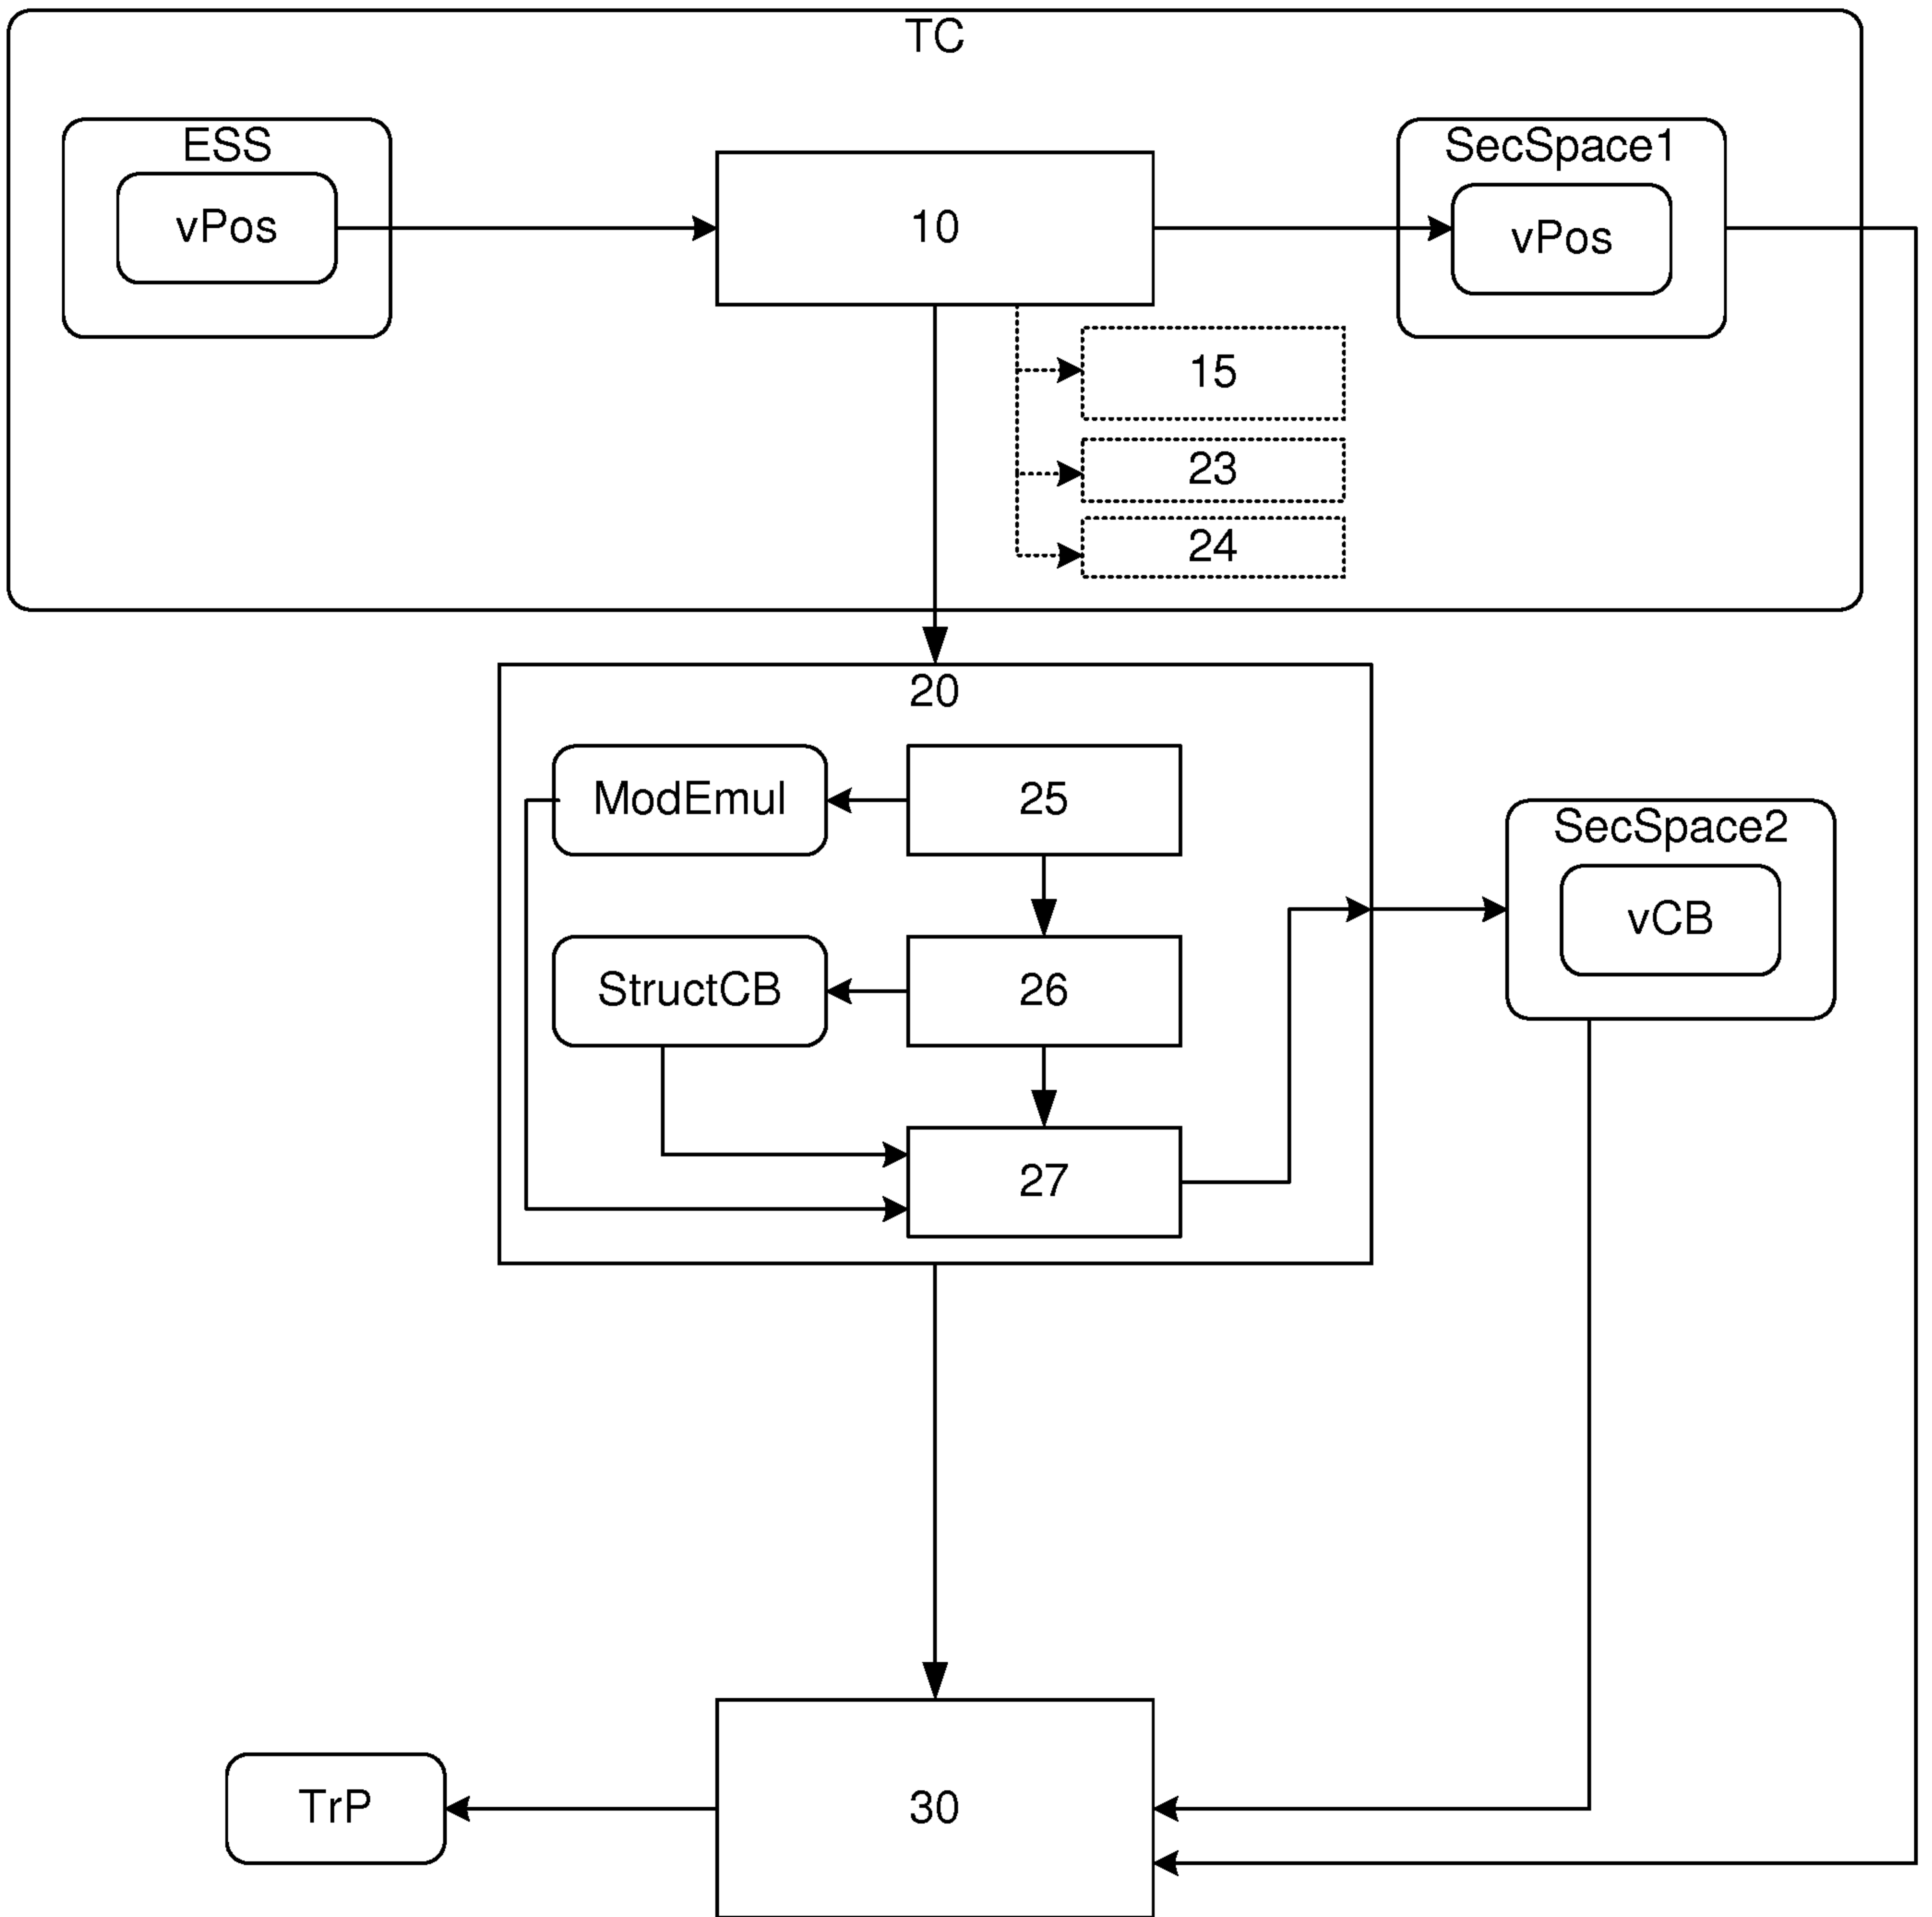 TC
ESS
SecSpace1
vPos
10
vPos
15
23
24
20
ModEmul
25
SecSpace2
vCB
StructCB
26
27
TrP
30